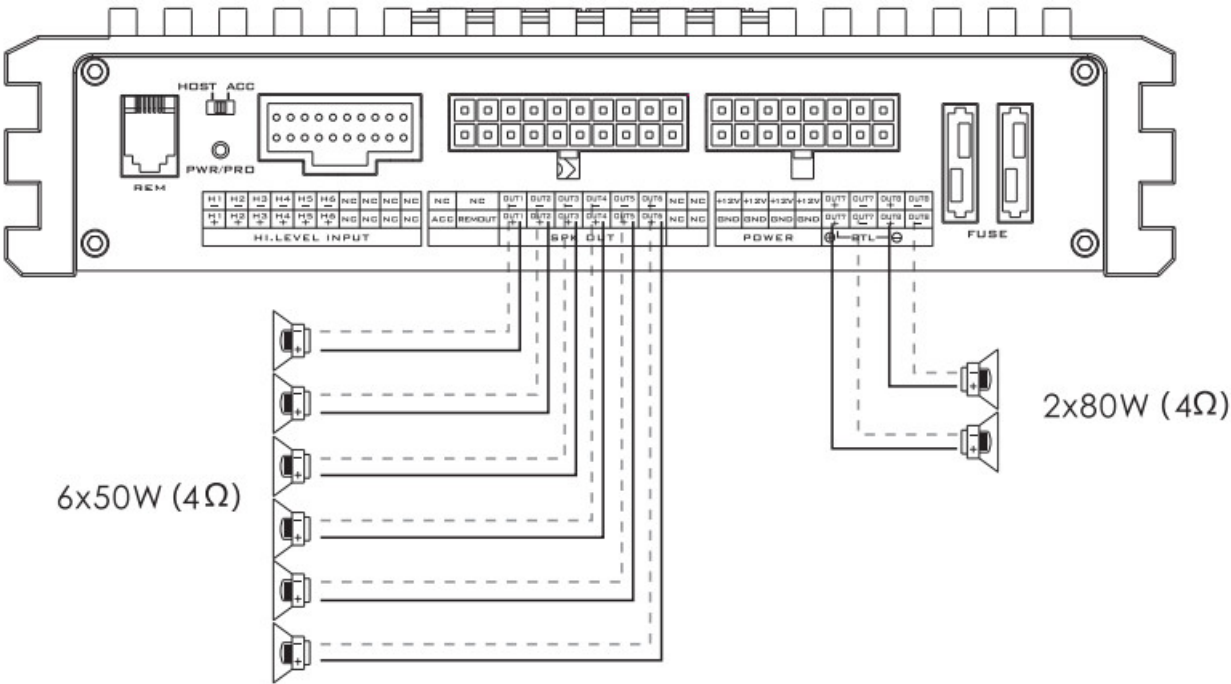 HOST ACC
PWR/PRO
REM
H1 − H2 − H3 − H4 − H5 − H6 − NC NC NC NC
H1 + H2 + H3 + H4 + H5 + H6 + NC NC NC NC
HI.LEVEL INPUT
NC NC OUT1 − OUT2 − OUT3 − OUT4 − OUT5 − OUT6 − NC NC
ACC REMOUT OUT1 + OUT2 + OUT3 + OUT4 + OUT5 + OUT6 + NC NC
SPK OUT
+12V +12V +12V +12V OUT7 + OUT7 − OUT8 + OUT8 −
GND GND GND GND OUT7 OUT7 OUT8 OUT8
POWER ⊕ BTL ⊖
FUSE
6x50W (4Ω)
2x80W (4Ω)
− +
− +
− +
− +
− +
− +
− +
− +